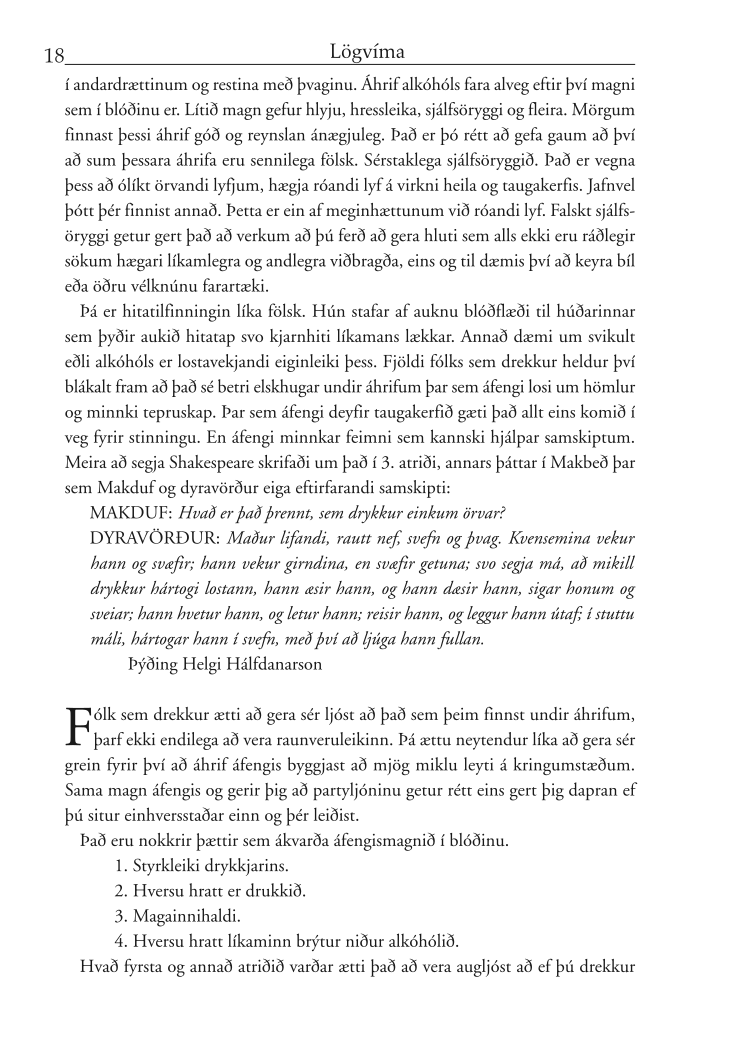 18
Lögvíma
í andardrættinum og restina með þvaginu. Áhrif alkóhóls fara alveg eftir því magni
sem í blóðinu er. Lítið magn gefur hlyju, hressleika, sjálfsöryggi og fleira. Mörgum
finnast þessi áhrif góð og reynslan ánægjuleg. Það er þó rétt að gefa gaum að því
að sum þessara áhrifa eru sennilega fölsk. Sérstaklega sjálfsöryggið. Það er vegna
þess að ólíkt örvandi lyfjum, hægja róandi lyf á virkni heila og taugakerfis. Jafnvel
þótt þér finnist annað. Þetta er ein af meginhættunum við róandi lyf. Falskt sjálfs-
öryggi getur gert það að verkum að þú ferð að gera hluti sem alls ekki eru ráðlegir
sökum hægari líkamlegra og andlegra viðbragða, eins og til dæmis því að keyra bíl
eða öðru vélknúnu farartæki.
Þá er hitatilfinningin líka fölsk. Hún stafar af auknu blóðflæði til húðarinnar
sem þyðir aukið hitatap svo kjarnhiti líkamans lækkar. Annað dæmi um svikult
eðli alkóhóls er lostavekjandi eiginleiki þess. Fjöldi fólks sem drekkur heldur því
blákalt fram að það sé betri elskhugar undir áhrifum þar sem áfengi losi um hömlur
og minnki tepruskap. Þar sem áfengi deyfir taugakerfið gæti það allt eins komið í
veg fyrir stinningu. En áfengi minnkar feimni sem kannski hjálpar samskiptum.
Meira að segja Shakespeare skrifaði um það í 3. atriði, annars þáttar í Makbeð þar
sem Makduf og dyravörður eiga eftirfarandi samskipti:
MAKDUF: Hvað er það þrennt, sem drykkur einkum örvar?
DYRAVÖRÐUR: Maður lifandi, rautt nef, svefn og þvag. Kvensemina vekur
hann og svæfir; hann vekur girndina, en svæfir getuna; svo segja má, að mikill
drykkur hártogi lostann, hann æsir hann, og hann dæsir hann, sigar honum og
sveiar; hann hvetur hann, og letur hann; reisir hann, og leggur hann útaf; í stuttu
máli, hártogar hann í svefn, með því að ljúga hann fullan.
Þýðing Helgi Hálfdanarson
Fólk sem drekkur ætti að gera sér ljóst að það sem þeim finnst undir áhrifum,
þarf ekki endilega að vera raunveruleikinn. Þá ættu neytendur líka að gera sér
grein fyrir því að áhrif áfengis byggjast að mjög miklu leyti á kringumstæðum.
Sama magn áfengis og gerir þig að partyljóninu getur rétt eins gert þig dapran ef
þú situr einhversstaðar einn og þér leiðist.
Það eru nokkrir þættir sem ákvarða áfengismagnið í blóðinu.
1. Styrkleiki drykkjarins.
2. Hversu hratt er drukkið.
3. Magainnihaldi.
4. Hversu hratt líkaminn brýtur niður alkóhólið.
Hvað fyrsta og annað atriðið varðar ætti það að vera augljóst að ef þú drekkur